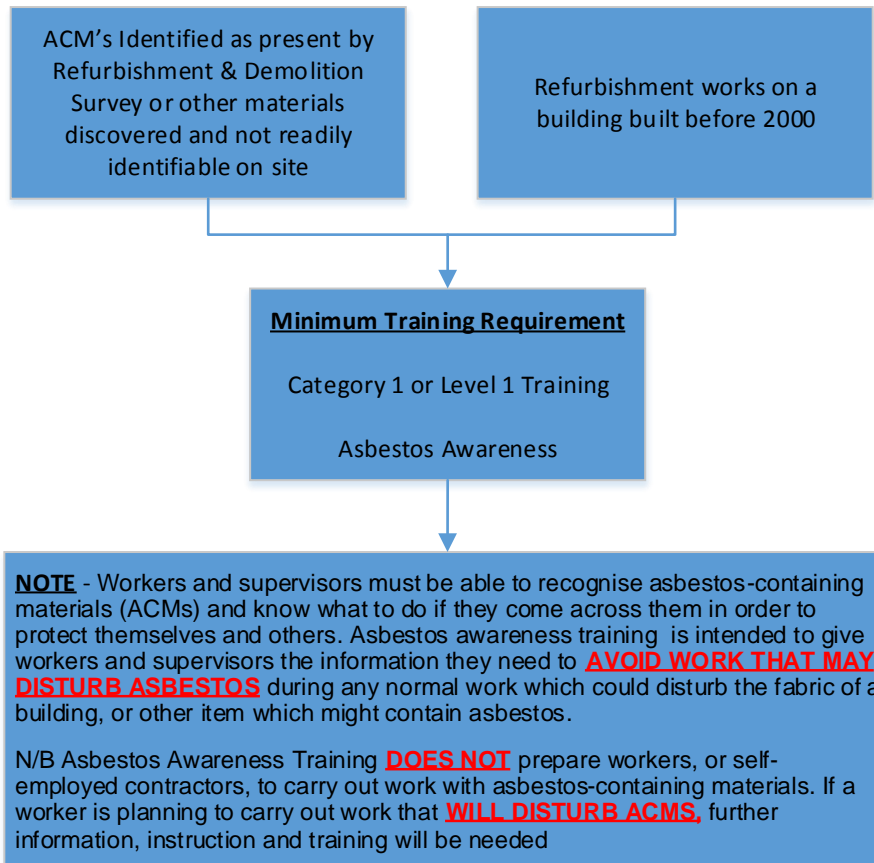 ACM's Identified as present by
Refurbishment & Demolition
Survey or other materials
discovered and not readily
identifiable on site
Refurbishment works on a
building built before 2000
Minimum Training Requirement
Category 1 or Level 1 Training
Asbestos Awareness
NOTE - Workers and supervisors must be able to recognise asbestos-containing
materials (ACMs) and know what to do if they come across them in order to
protect themselves and others. Asbestos awareness training is intended to give
workers and supervisors the information they need to AVOID WORK THAT MAY
DISTURB ASBESTOS during any normal work which could disturb the fabric of a
building, or other item which might contain asbestos.
N/B Asbestos Awareness Training DOES NOT prepare workers, or self-
employed contractors, to carry out work with asbestos-containing materials. If a
worker is planning to carry out work that WILL DISTURB ACMS, further
information, instruction and training will be needed